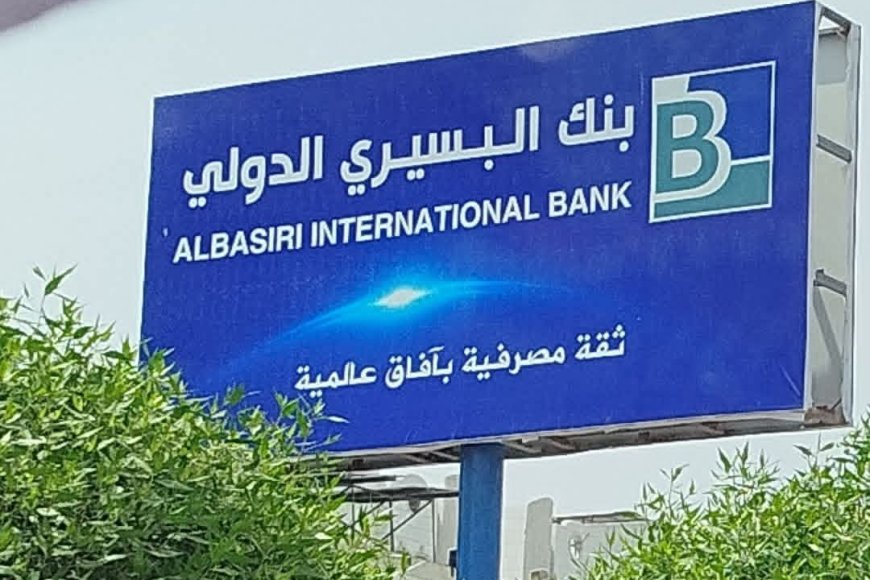 بنك البسيري الدولي
ALBASIRI INTERNATIONAL BANK
B
ثقة مصرفية بآفاق عالمية